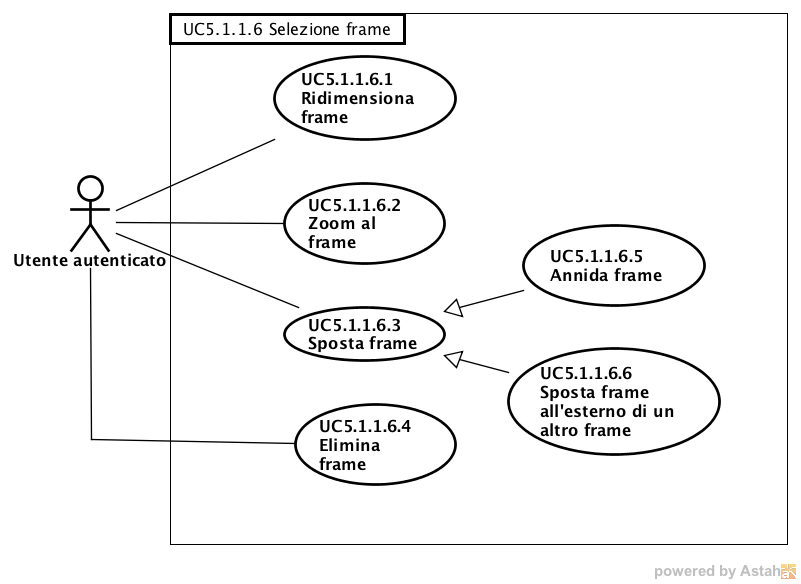 UC5.1.1.6 Selezione frame
UC5.1.1.6.1
Ridimensiona
frame
UC5.1.1.6.2
Zoom al
frame
Utente autenticato
UC5.1.1.6.5
Annida frame
UC5.1.1.6.3
Sposta frame
UC5.1.1.6.6
Sposta frame
all'esterno di un
altro frame
UC5.1.1.6.4
Elimina
frame
powered by Astah